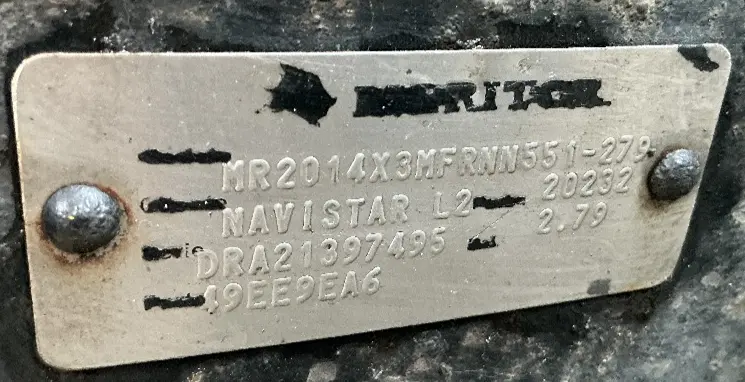 MERITOR
MR2014X3MFRNN551-279
NAVISTAR L2 20232
DRA21397495 2.79
49EE9EA6